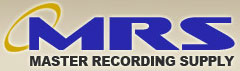 MRS
MASTER RECORDING SUPPLY